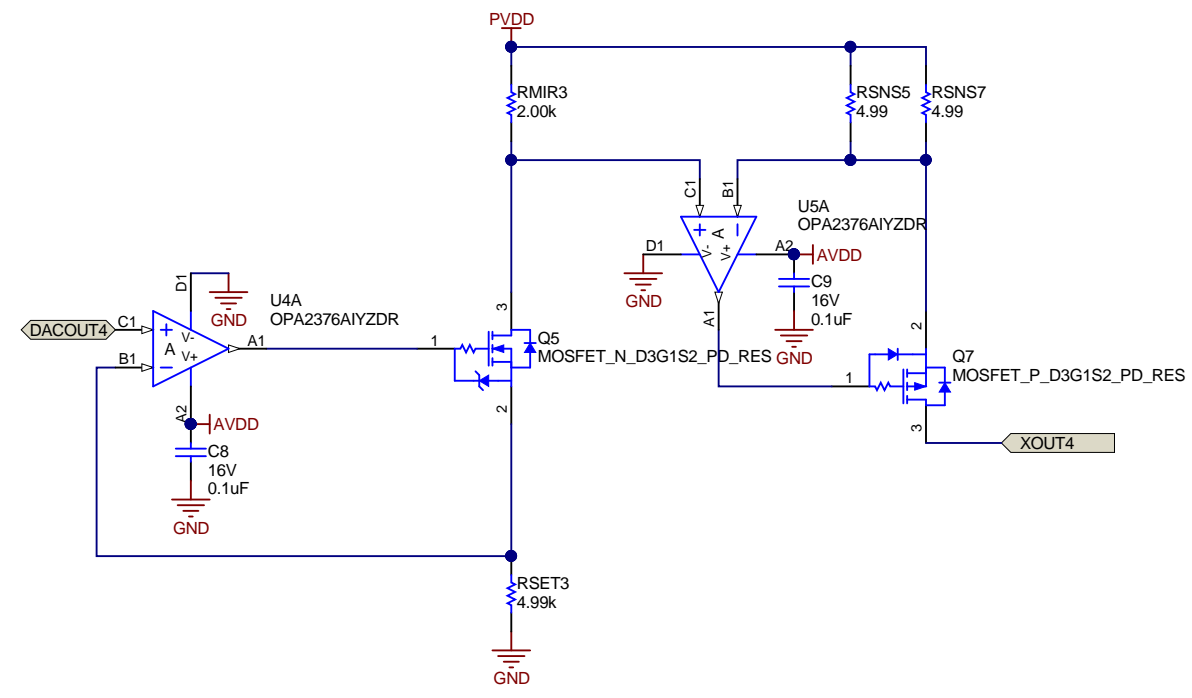 PVDD
RMIR3
2.00k
RSNS5
4.99
RSNS7
4.99
C1
B1
U5A
OPA2376AIYZDR
+
−
A
V-
V+
D1
A2
AVDD
GND
C9
16V
0.1uF
GND
A1
D1
GND
U4A
OPA2376AIYZDR
DACOUT4
C1
B1
+
−
A
V-
V+
A1
A2
AVDD
C8
16V
0.1uF
GND
3
1
2
Q5
MOSFET_N_D3G1S2_PD_RES
2
1
3
Q7
MOSFET_P_D3G1S2_PD_RES
XOUT4
RSET3
4.99k
GND